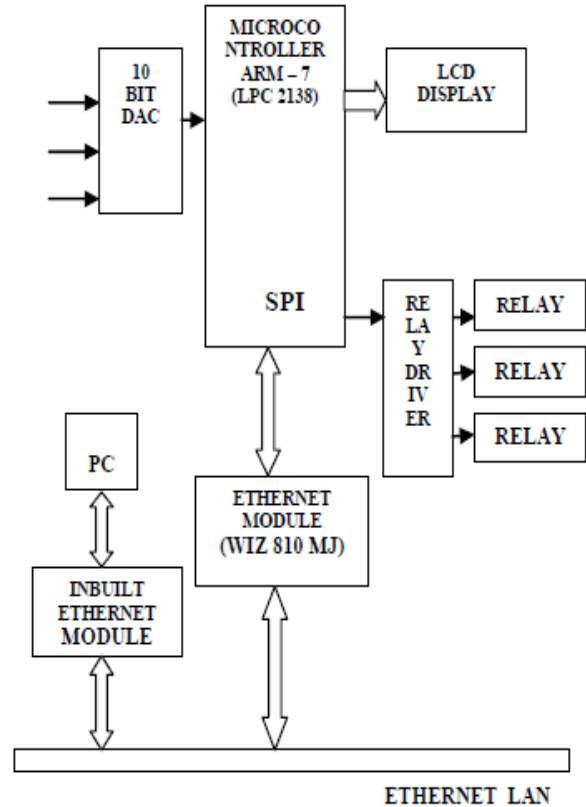 10
BIT
DAC
MICROCO
NTROLLER
ARM – 7
(LPC 2138)
SPI
LCD
DISPLAY
RE
LA
Y
DR
IV
ER
RELAY
RELAY
RELAY
PC
INBUILT
ETHERNET
MODULE
ETHERNET
MODULE
(WIZ 810 MJ)
ETHERNET LAN